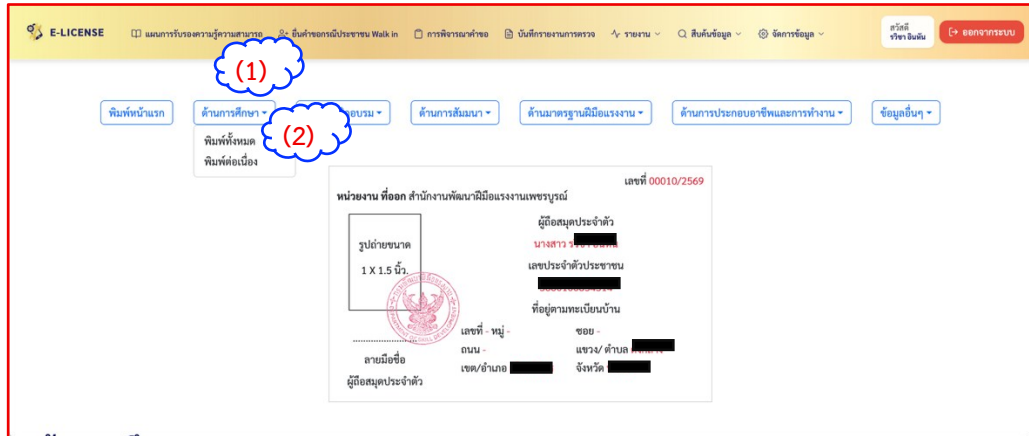 E-LICENSE แผนการรับรองความรู้ความสามารถ ยื่นคำขอกรณีประชาชน Walk in การพิจารณาคำขอ บันทึกรายงานการตรวจ รายงาน สืบค้นข้อมูล จัดการข้อมูล สวัสดี
รวิชา อินต๊ะ ออกจากระบบ
(1)
พิมพ์หน้าแรก ด้านการศึกษา อบรม ด้านการสัมมนา ด้านมาตรฐานฝีมือแรงงาน ด้านการประกอบอาชีพและการทำงาน ข้อมูลอื่นๆ
(2)
พิมพ์ทั้งหมด
พิมพ์ต่อเนื่อง
เลขที่ 00010/2569
หน่วยงาน ที่ออก สำนักงานพัฒนาฝีมือแรงงานเพชรบูรณ์
ผู้ถือสมุดประจำตัว
นางสาว
รูปถ่ายขนาด
1 X 1.5 นิ้ว.
เลขประจำตัวประชาชน
ที่อยู่ตามทะเบียนบ้าน
เลขที่ - หมู่ - ซอย -
ถนน - แขวง/ ตำบล
เขต/อำเภอ จังหวัด
ลายมือชื่อ
ผู้ถือสมุดประจำตัว